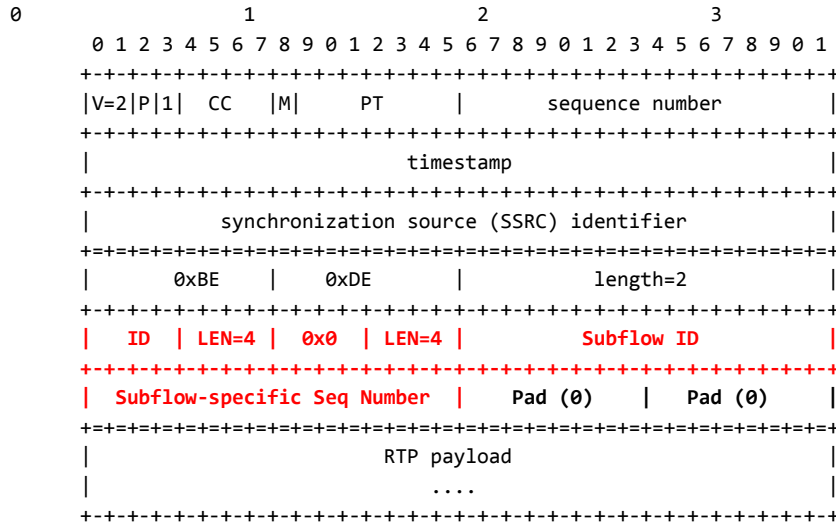 0                   1                   2                   3
 0 1 2 3 4 5 6 7 8 9 0 1 2 3 4 5 6 7 8 9 0 1 2 3 4 5 6 7 8 9 0 1
+-+-+-+-+-+-+-+-+-+-+-+-+-+-+-+-+-+-+-+-+-+-+-+-+-+-+-+-+-+-+-+-+
|V=2|P|1|  CC   |M|     PT        |       sequence number         |
+-+-+-+-+-+-+-+-+-+-+-+-+-+-+-+-+-+-+-+-+-+-+-+-+-+-+-+-+-+-+-+-+
|                           timestamp                           |
+-+-+-+-+-+-+-+-+-+-+-+-+-+-+-+-+-+-+-+-+-+-+-+-+-+-+-+-+-+-+-+-+
|           synchronization source (SSRC) identifier            |
+=+=+=+=+=+=+=+=+=+=+=+=+=+=+=+=+=+=+=+=+=+=+=+=+=+=+=+=+=+=+=+=+
|       0xBE    |    0xDE       |           length=2            |
+-+-+-+-+-+-+-+-+-+-+-+-+-+-+-+-+-+-+-+-+-+-+-+-+-+-+-+-+-+-+-+-+
|   ID  | LEN=4 |  0x0  | LEN=4 |          Subflow ID           |
+-+-+-+-+-+-+-+-+-+-+-+-+-+-+-+-+-+-+-+-+-+-+-+-+-+-+-+-+-+-+-+-+
|  Subflow-specific Seq Number  |    Pad (0)    |   Pad (0)     |
+=+=+=+=+=+=+=+=+=+=+=+=+=+=+=+=+=+=+=+=+=+=+=+=+=+=+=+=+=+=+=+=+
|                         RTP payload                           |
|                             ....                              |
+-+-+-+-+-+-+-+-+-+-+-+-+-+-+-+-+-+-+-+-+-+-+-+-+-+-+-+-+-+-+-+-+